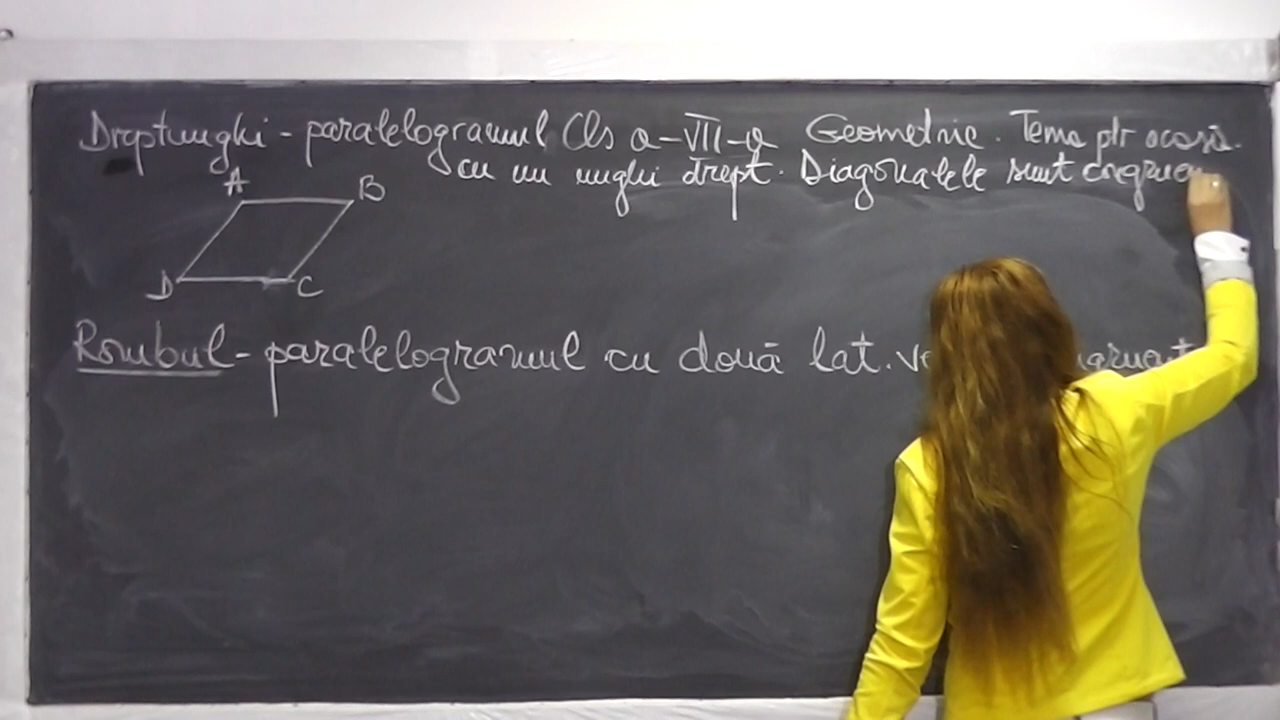 Dreptunghi - paralelogramul Cls a-VII-a Geometrie. Tema ptr acasă.
cu un unghi drept. Diagonalele sunt congruen
A B
D C
Rombul - paralelogramul cu două lat.